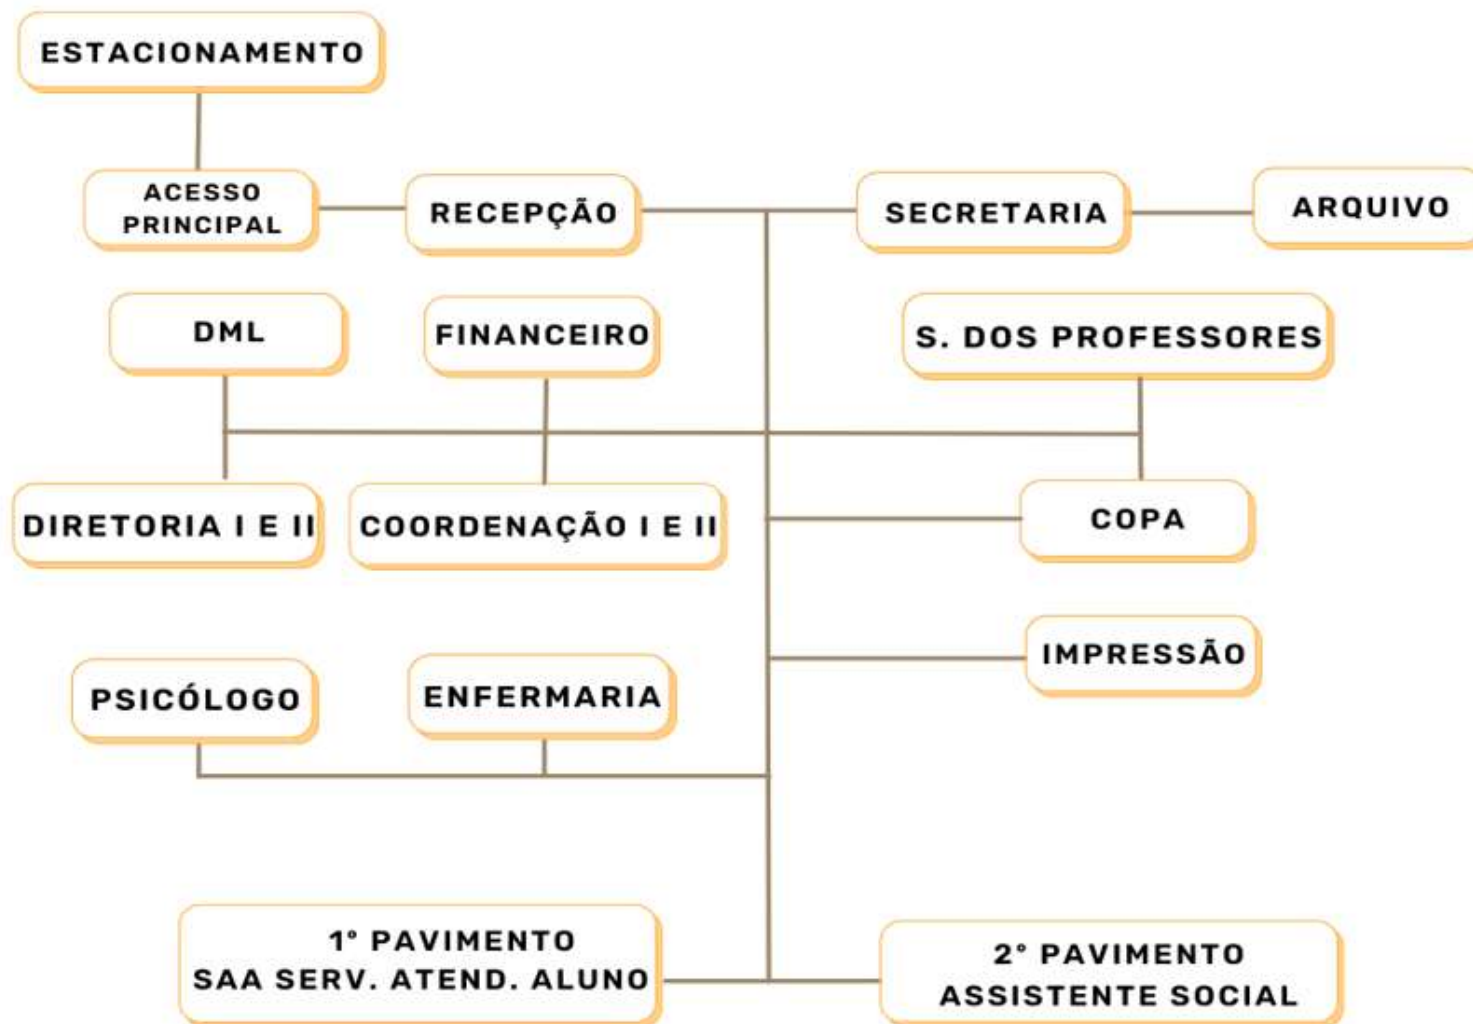 ESTACIONAMENTO
ACESSO
PRINCIPAL
RECEPÇÃO
SECRETARIA
ARQUIVO
DML
FINANCEIRO
S. DOS PROFESSORES
DIRETORIA I E II
COORDENAÇÃO I E II
COPA
PSICÓLOGO
ENFERMARIA
IMPRESSÃO
1° PAVIMENTO
SAA SERV. ATEND. ALUNO
2° PAVIMENTO
ASSISTENTE SOCIAL